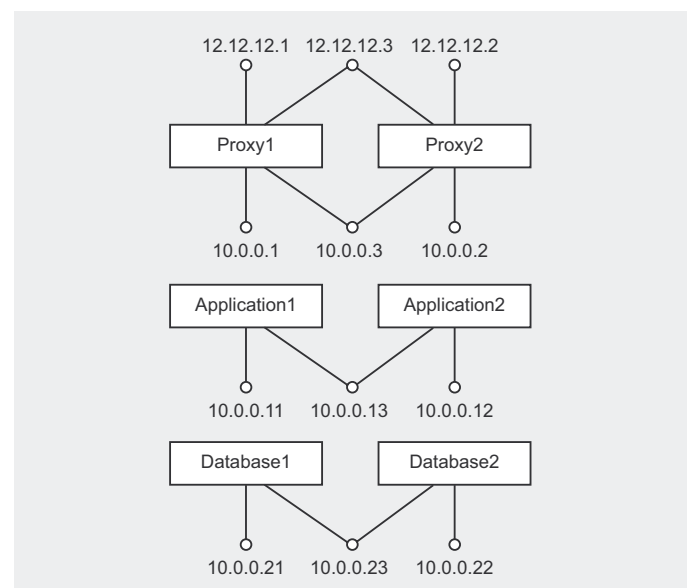 12.12.12.1 12.12.12.3 12.12.12.2
Proxy1 Proxy2
10.0.0.1 10.0.0.3 10.0.0.2
Application1 Application2
10.0.0.11 10.0.0.13 10.0.0.12
Database1 Database2
10.0.0.21 10.0.0.23 10.0.0.22